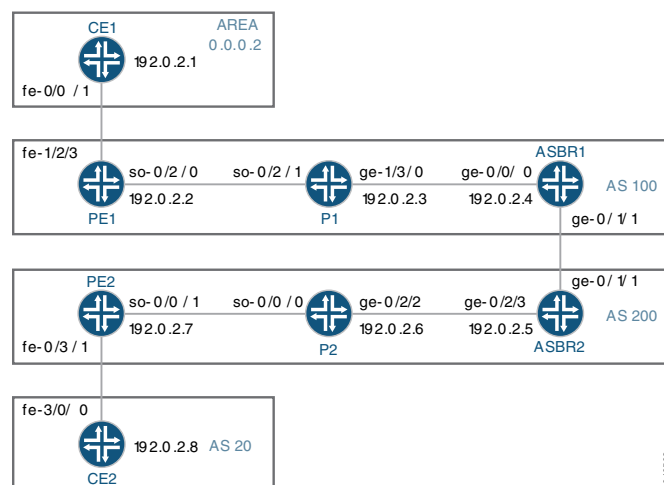 CE1
AREA
0.0.0.2
192.0.2.1
fe-0/0 / 1
fe-1/2/3
ASBR1
so-0/2 / 0
so-0/2 / 1
ge-1/3/ 0
ge-0/0/ 0
AS 100
192.0.2.2
192.0.2.3
192.0.2.4
PE1
P1
ge-0/ 1/ 1
PE2
ge-0/ 1/ 1
so-0/0 / 1
so-0/0 / 0
ge-0/2/2
ge-0/2/3
AS 200
192.0.2.7
192.0.2.6
192.0.2.5
fe-0/3 / 1
P2
ASBR2
fe-3/0/ 0
192.0.2.8
AS 20
CE2